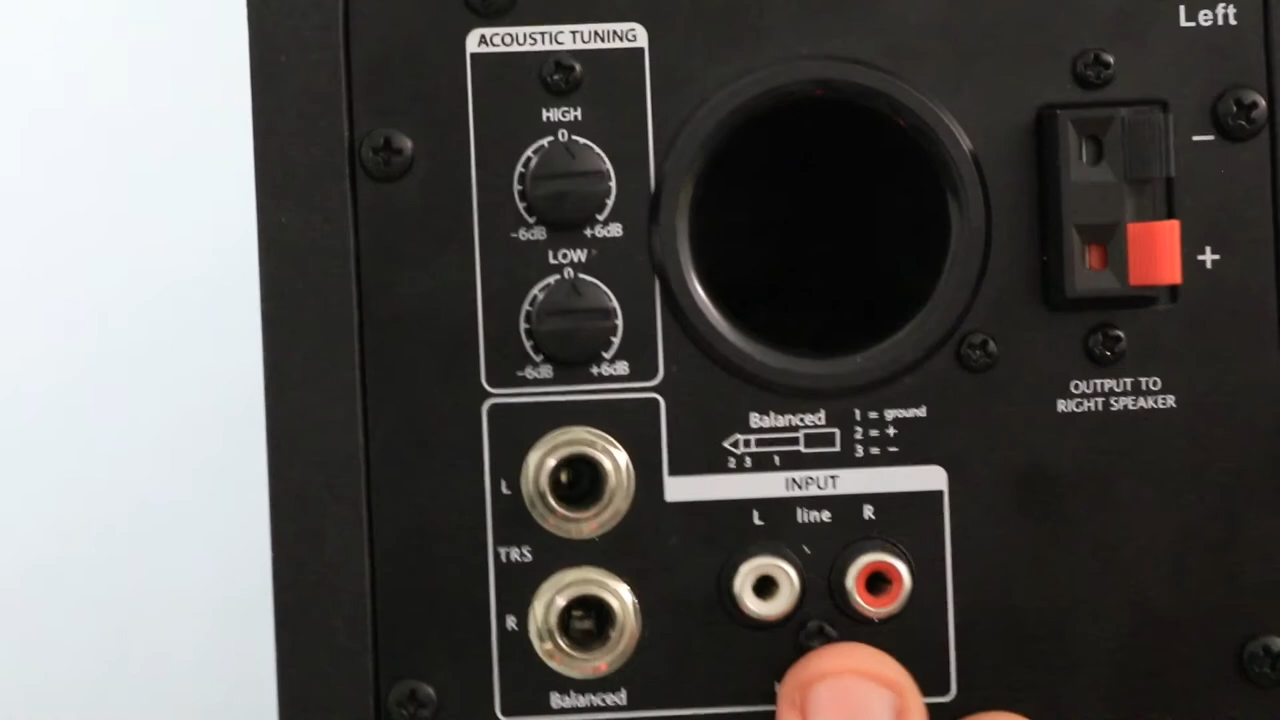 Left
ACOUSTIC TUNING
HIGH
0
-6dB +6dB
LOW
0
-6dB +6dB
−
+
OUTPUT TO
RIGHT SPEAKER
Balanced
1 = ground
2 = +
3 = −
2 3 1
INPUT
L line R
L
TRS
R
Balanced